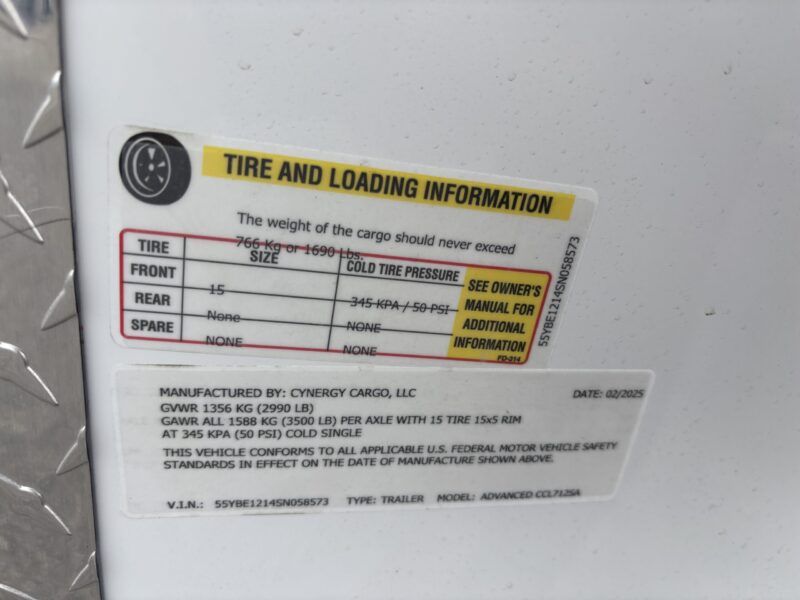 TIRE AND LOADING INFORMATION
The weight of the cargo should never exceed
766 Kg or 1690 Lbs.
TIRE SIZE COLD TIRE PRESSURE
FRONT 15 345 KPA / 50 PSI
REAR None NONE
SPARE NONE NONE
SEE OWNER'S
MANUAL FOR
ADDITIONAL
INFORMATION
FD-314
55YBE1214SN058573
MANUFACTURED BY: CYNERGY CARGO, LLC DATE: 02/2025
GVWR 1356 KG (2990 LB)
GAWR ALL 1588 KG (3500 LB) PER AXLE WITH 15 TIRE 15x5 RIM
AT 345 KPA (50 PSI) COLD SINGLE
THIS VEHICLE CONFORMS TO ALL APPLICABLE U.S. FEDERAL MOTOR VEHICLE SAFETY
STANDARDS IN EFFECT ON THE DATE OF MANUFACTURE SHOWN ABOVE.
V.I.N.: 55YBE1214SN058573 TYPE: TRAILER MODEL: ADVANCED CCL712SA